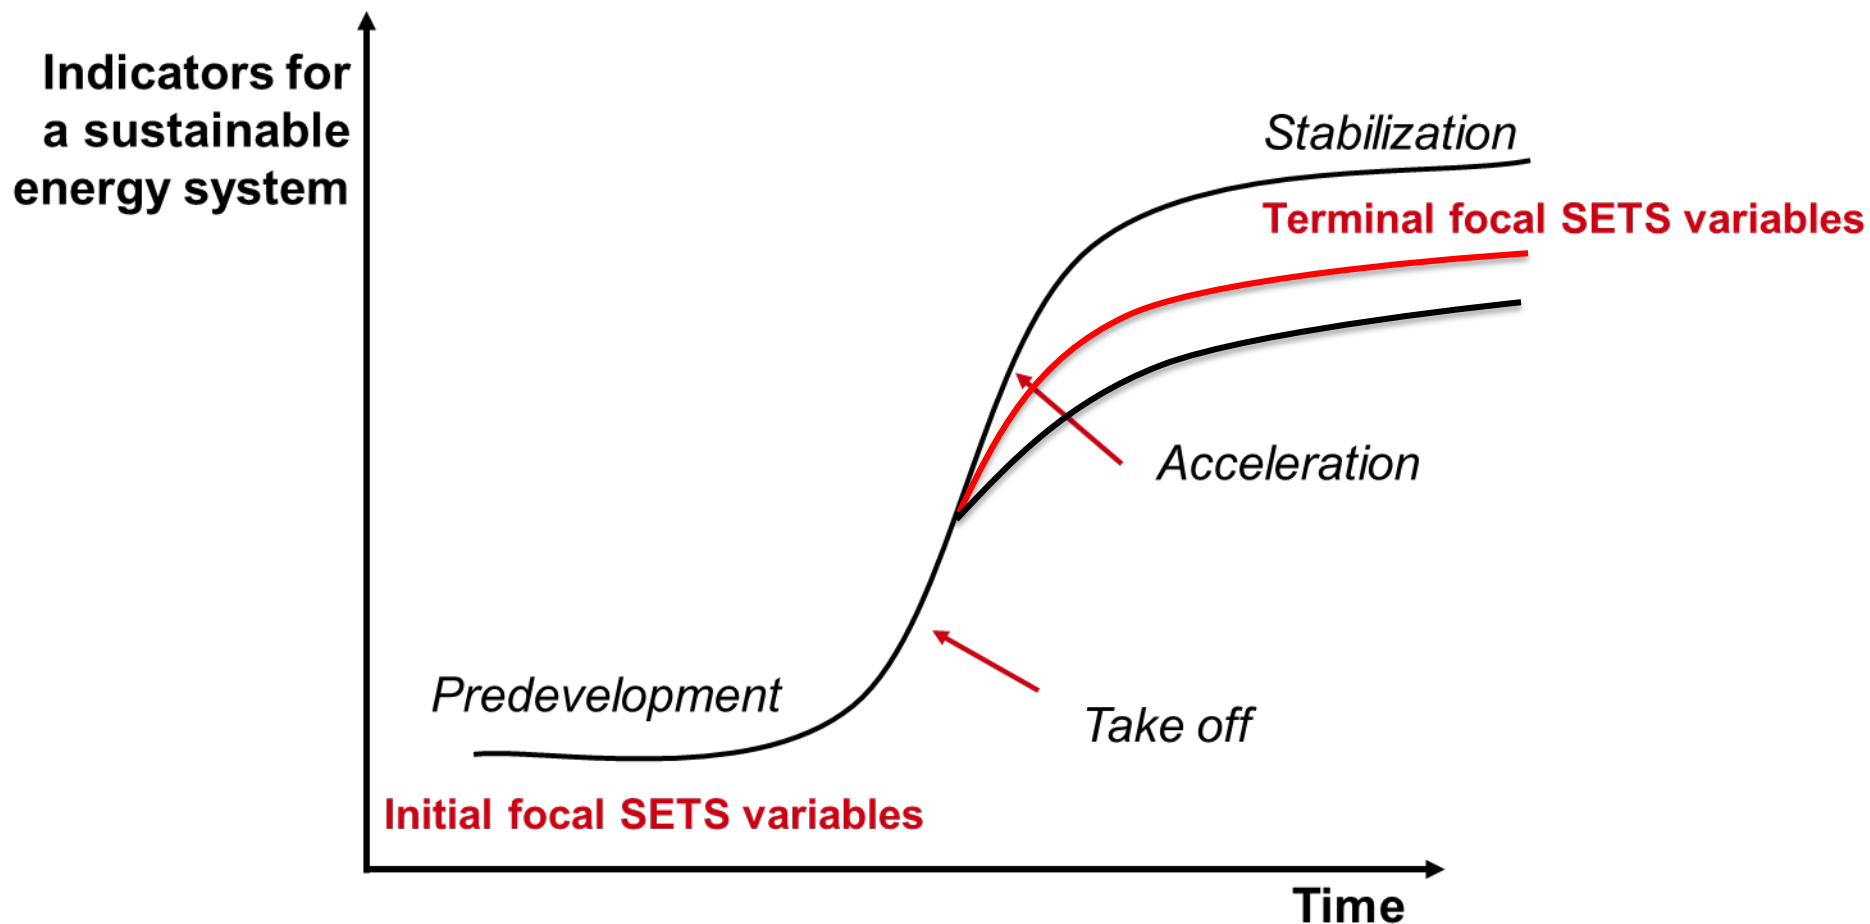 Indicators for
a sustainable
energy system
Stabilization
Terminal focal SETS variables
Acceleration
Predevelopment
Take off
Initial focal SETS variables
Time